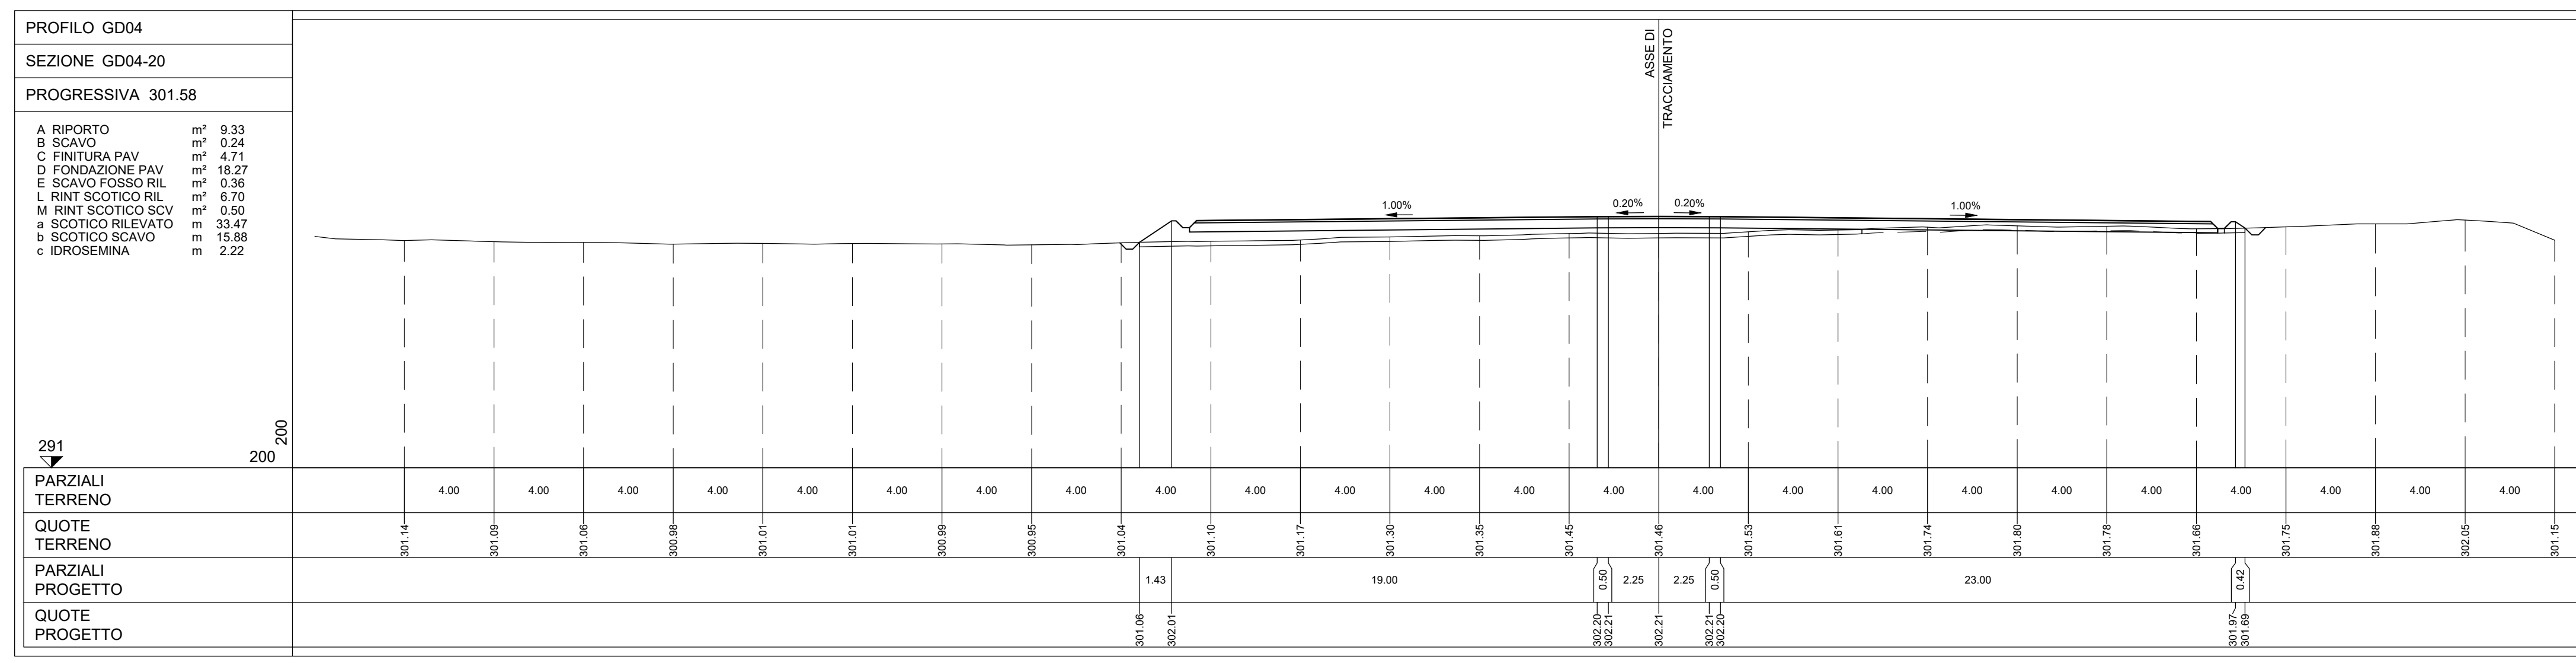 PROFILO GD04
SEZIONE GD04-20
PROGRESSIVA 301.58
A RIPORTO m² 9.33
B SCAVO m² 0.24
C FINITURA PAV m² 4.71
D FONDAZIONE PAV m² 18.27
E SCAVO FOSSO RIL m² 0.36
L RINT SCOTICO RIL m² 6.70
M RINT SCOTICO SCV m² 0.50
a SCOTICO RILEVATO m 33.47
b SCOTICO SCAVO m 15.88
c IDROSEMINA m 2.22
ASSE DI
TRACCIAMENTO
1.00% 0.20% 0.20% 1.00%
291
200
200
PARZIALI
TERRENO
4.00 4.00 4.00 4.00 4.00 4.00 4.00 4.00 4.00 4.00 4.00 4.00 4.00 4.00 4.00 4.00 4.00 4.00 4.00 4.00 4.00 4.00 4.00 4.00
QUOTE
TERRENO
301.14 301.09 301.06 300.98 301.01 301.01 300.99 300.95 301.04 301.10 301.17 301.30 301.35 301.45 301.46 301.53 301.61 301.74 301.80 301.78 301.66 301.75 301.88 302.05 301.15
PARZIALI
PROGETTO
1.43 19.00 0.50 2.25 2.25 0.50 23.00 0.42
QUOTE
PROGETTO
301.06 302.01 302.20 302.21 302.21 302.21 302.20 301.97 301.69